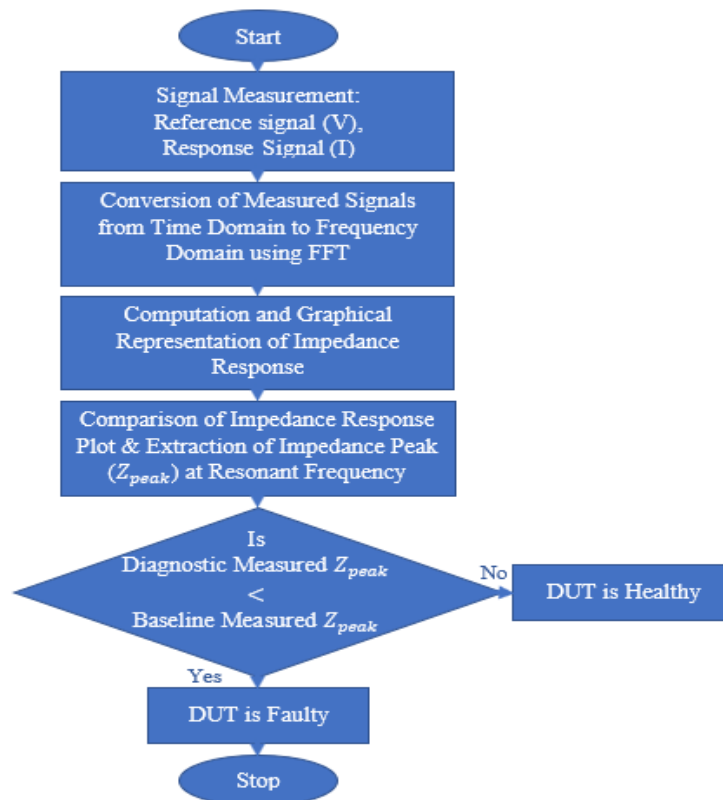 Start
Signal Measurement:
Reference signal (V),
Response Signal (I)
Conversion of Measured Signals
from Time Domain to Frequency
Domain using FFT
Computation and Graphical
Representation of Impedance
Response
Comparison of Impedance Response
Plot & Extraction of Impedance Peak
(Z_peak) at Resonant Frequency
Is
Diagnostic Measured Z_peak
<
Baseline Measured Z_peak
No
DUT is Healthy
Yes
DUT is Faulty
Stop